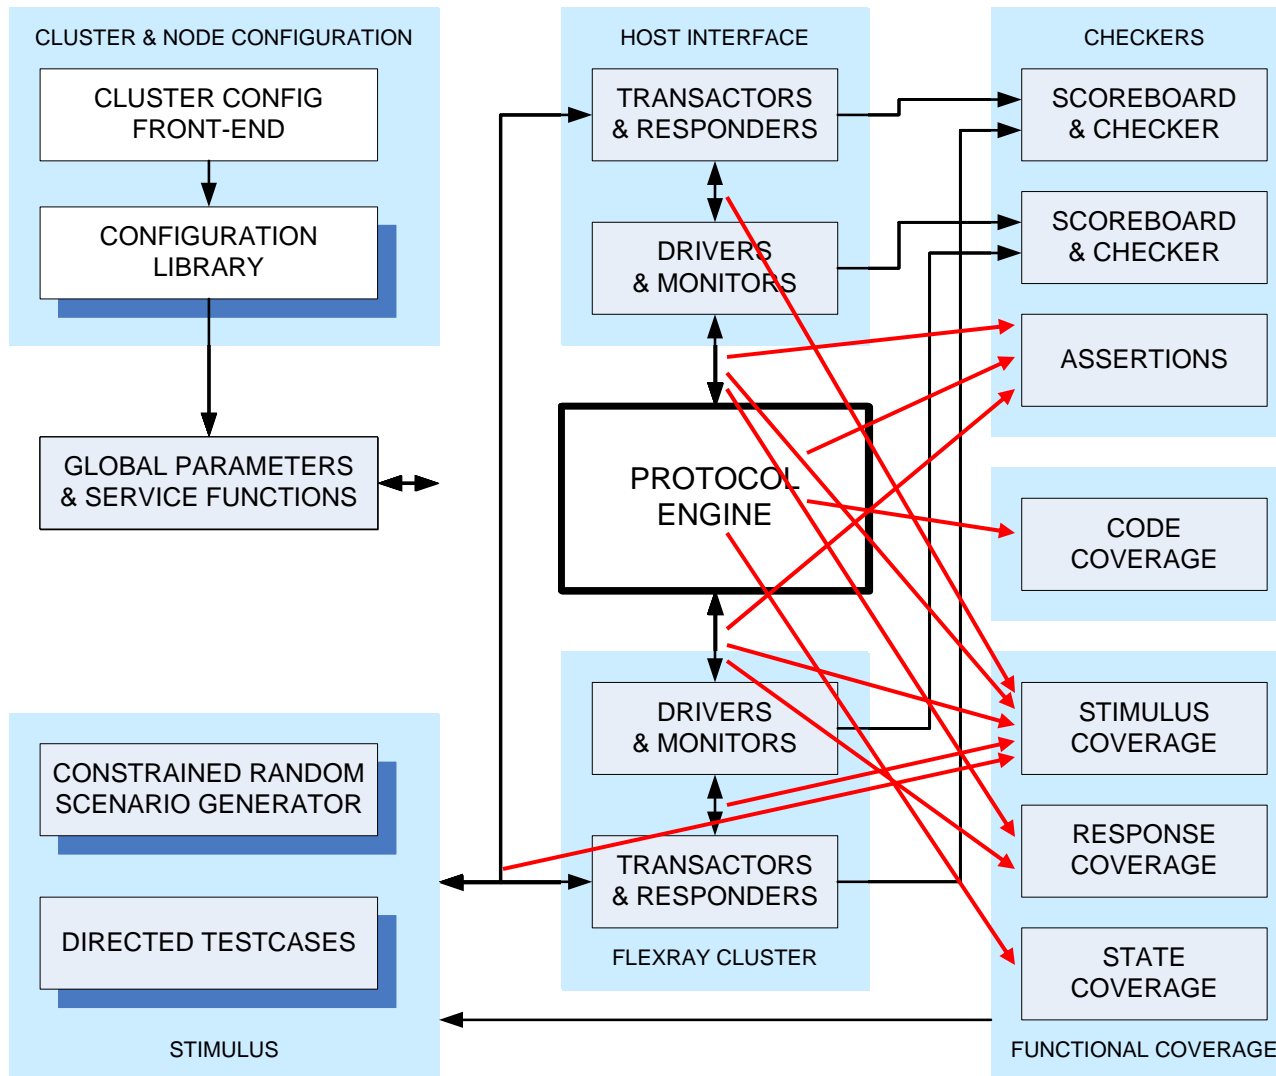 CLUSTER & NODE CONFIGURATION
CLUSTER CONFIG
FRONT-END
CONFIGURATION
LIBRARY
GLOBAL PARAMETERS
& SERVICE FUNCTIONS
CONSTRAINED RANDOM
SCENARIO GENERATOR
DIRECTED TESTCASES
STIMULUS
HOST INTERFACE
TRANSACTORS
& RESPONDERS
DRIVERS
& MONITORS
PROTOCOL
ENGINE
DRIVERS
& MONITORS
TRANSACTORS
& RESPONDERS
FLEXRAY CLUSTER
CHECKERS
SCOREBOARD
& CHECKER
SCOREBOARD
& CHECKER
ASSERTIONS
CODE
COVERAGE
STIMULUS
COVERAGE
RESPONSE
COVERAGE
STATE
COVERAGE
FUNCTIONAL COVERAGE